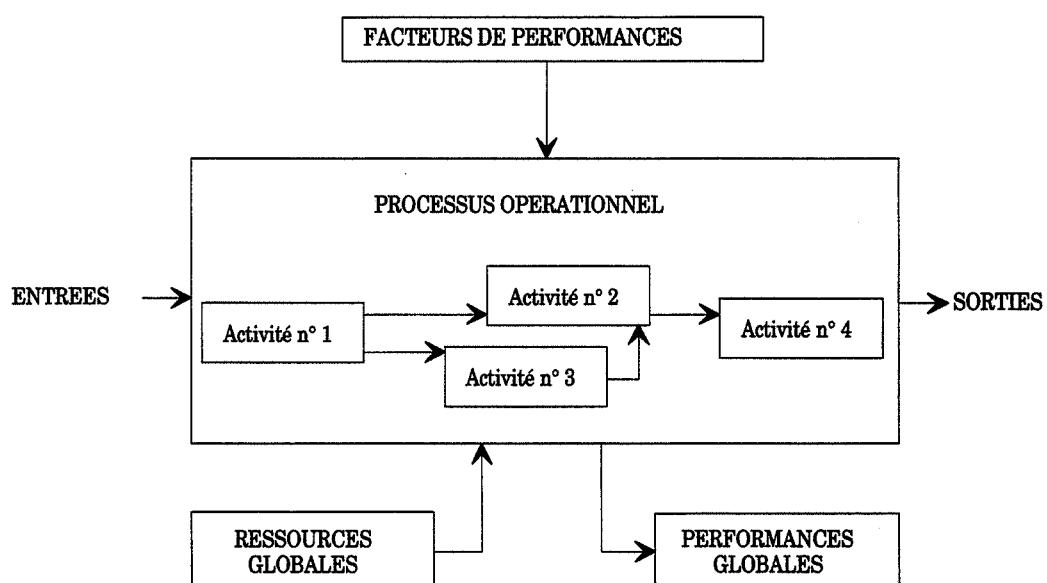 FACTEURS DE PERFORMANCES
PROCESSUS OPERATIONNEL
ENTREES
Activité n° 1
Activité n° 2
Activité n° 3
Activité n° 4
SORTIES
RESSOURCES
GLOBALES
PERFORMANCES
GLOBALES